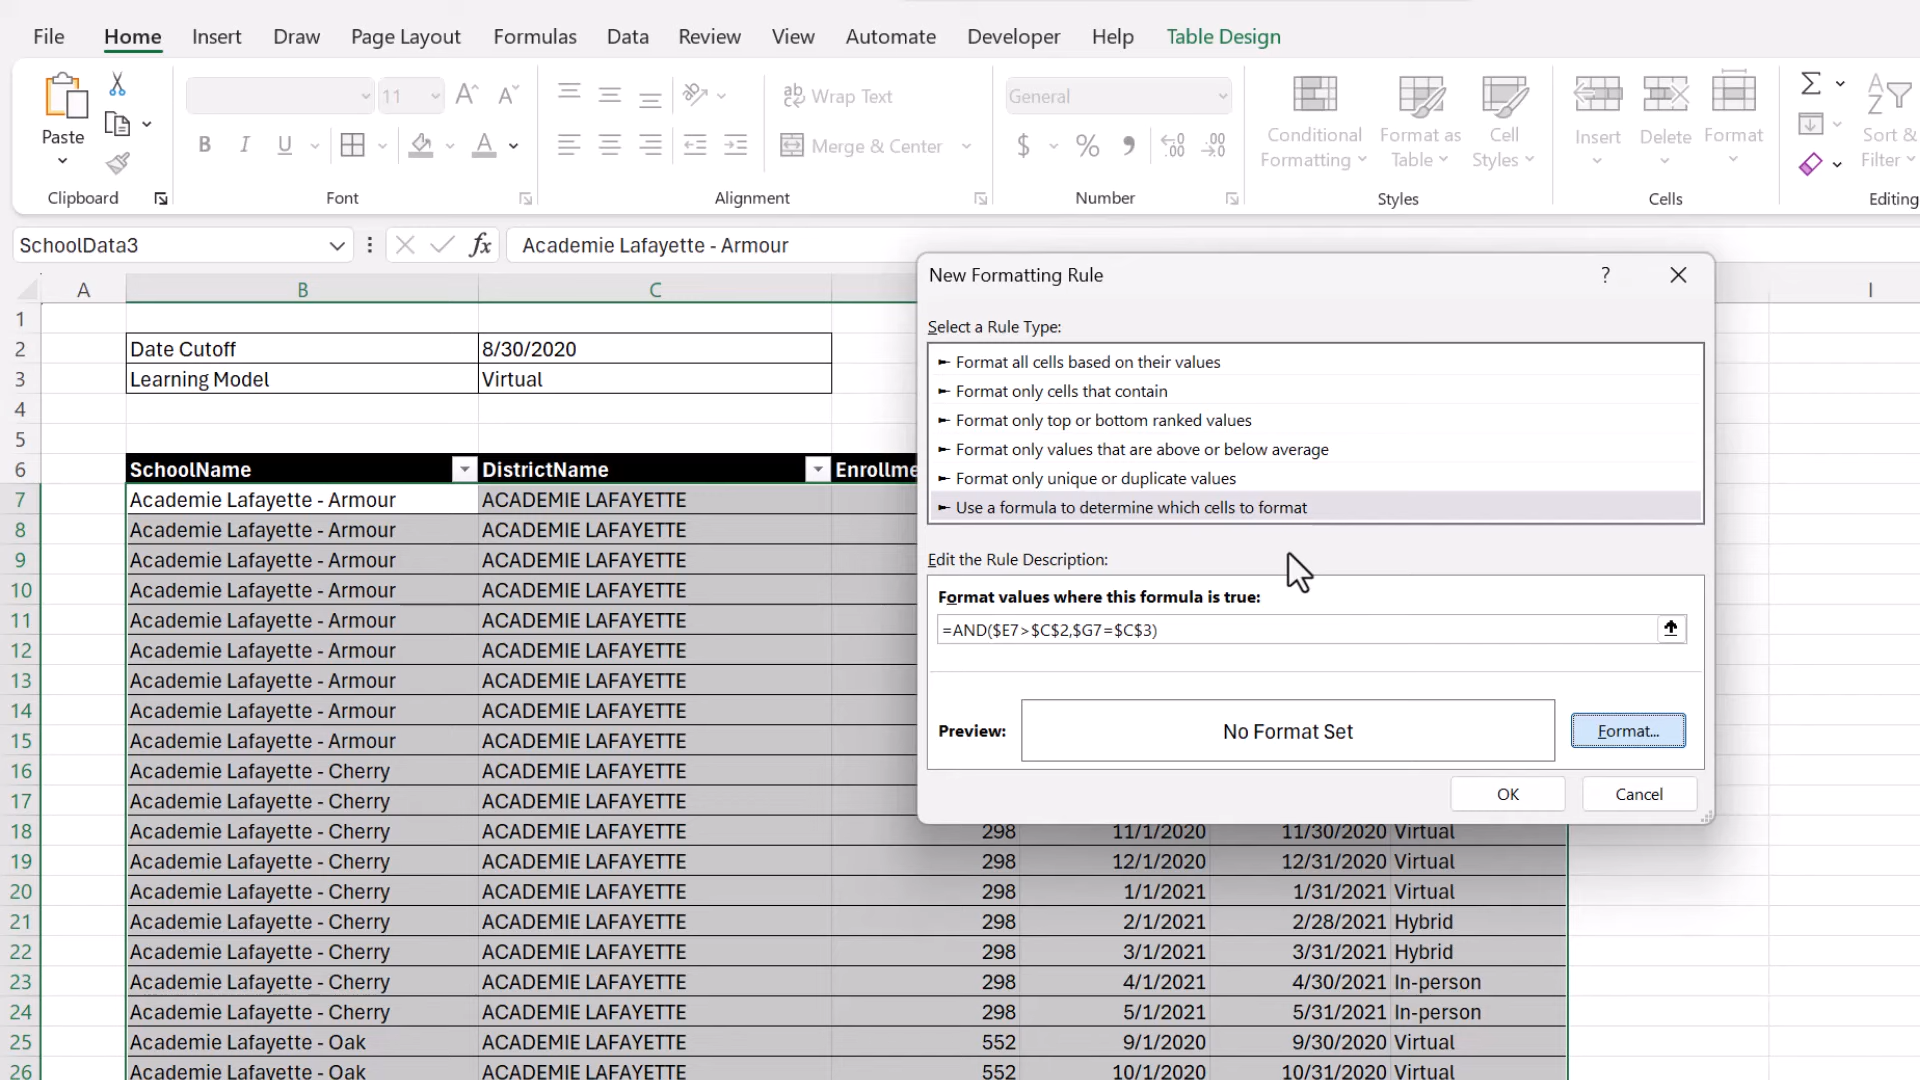 File Home Insert Draw Page Layout Formulas Data Review View Automate Developer Help Table Design
Paste
Clipboard
11
B I U
Font
ab Wrap Text
Merge & Center
Alignment
General
$ % , .00 .00
Number
Conditional Formatting
Format as Table
Cell Styles
Styles
Insert Delete Format
Cells
Sort & Filter
Editing
SchoolData3 fx Academie Lafayette - Armour
A B C I
1
2 Date Cutoff 8/30/2020
3 Learning Model Virtual
4
5
6 SchoolName DistrictName Enrollme
7 Academie Lafayette - Armour ACADEMIE LAFAYETTE
8 Academie Lafayette - Armour ACADEMIE LAFAYETTE
9 Academie Lafayette - Armour ACADEMIE LAFAYETTE
10 Academie Lafayette - Armour ACADEMIE LAFAYETTE
11 Academie Lafayette - Armour ACADEMIE LAFAYETTE
12 Academie Lafayette - Armour ACADEMIE LAFAYETTE
13 Academie Lafayette - Armour ACADEMIE LAFAYETTE
14 Academie Lafayette - Armour ACADEMIE LAFAYETTE
15 Academie Lafayette - Armour ACADEMIE LAFAYETTE
16 Academie Lafayette - Cherry ACADEMIE LAFAYETTE
17 Academie Lafayette - Cherry ACADEMIE LAFAYETTE
18 Academie Lafayette - Cherry ACADEMIE LAFAYETTE 298 11/1/2020 11/30/2020 Virtual
19 Academie Lafayette - Cherry ACADEMIE LAFAYETTE 298 12/1/2020 12/31/2020 Virtual
20 Academie Lafayette - Cherry ACADEMIE LAFAYETTE 298 1/1/2021 1/31/2021 Virtual
21 Academie Lafayette - Cherry ACADEMIE LAFAYETTE 298 2/1/2021 2/28/2021 Hybrid
22 Academie Lafayette - Cherry ACADEMIE LAFAYETTE 298 3/1/2021 3/31/2021 Hybrid
23 Academie Lafayette - Cherry ACADEMIE LAFAYETTE 298 4/1/2021 4/30/2021 In-person
24 Academie Lafayette - Cherry ACADEMIE LAFAYETTE 298 5/1/2021 5/31/2021 In-person
25 Academie Lafayette - Oak ACADEMIE LAFAYETTE 552 9/1/2020 9/30/2020 Virtual
26 Academie Lafayette - Oak ACADEMIE LAFAYETTE 552 10/1/2020 10/31/2020 Virtual
New Formatting Rule ?
Select a Rule Type:
► Format all cells based on their values
► Format only cells that contain
► Format only top or bottom ranked values
► Format only values that are above or below average
► Format only unique or duplicate values
► Use a formula to determine which cells to format
Edit the Rule Description:
Format values where this formula is true:
=AND($E7>$C$2,$G7=$C$3)
Preview: No Format Set Format...
OK Cancel